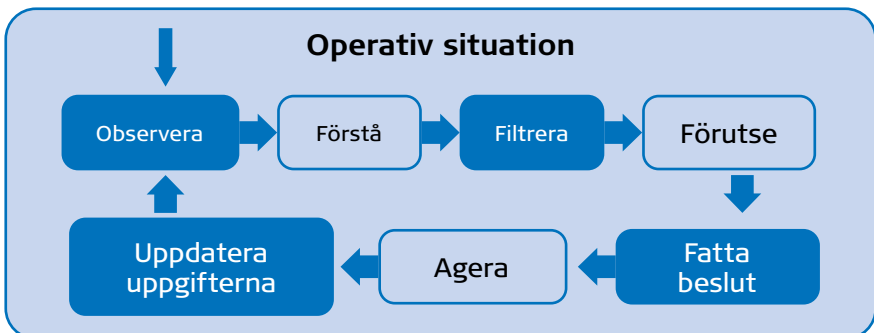 Operativ situation
Observera
Förstå
Filtrera
Förutse
Fatta
beslut
Agera
Uppdatera
uppgifterna